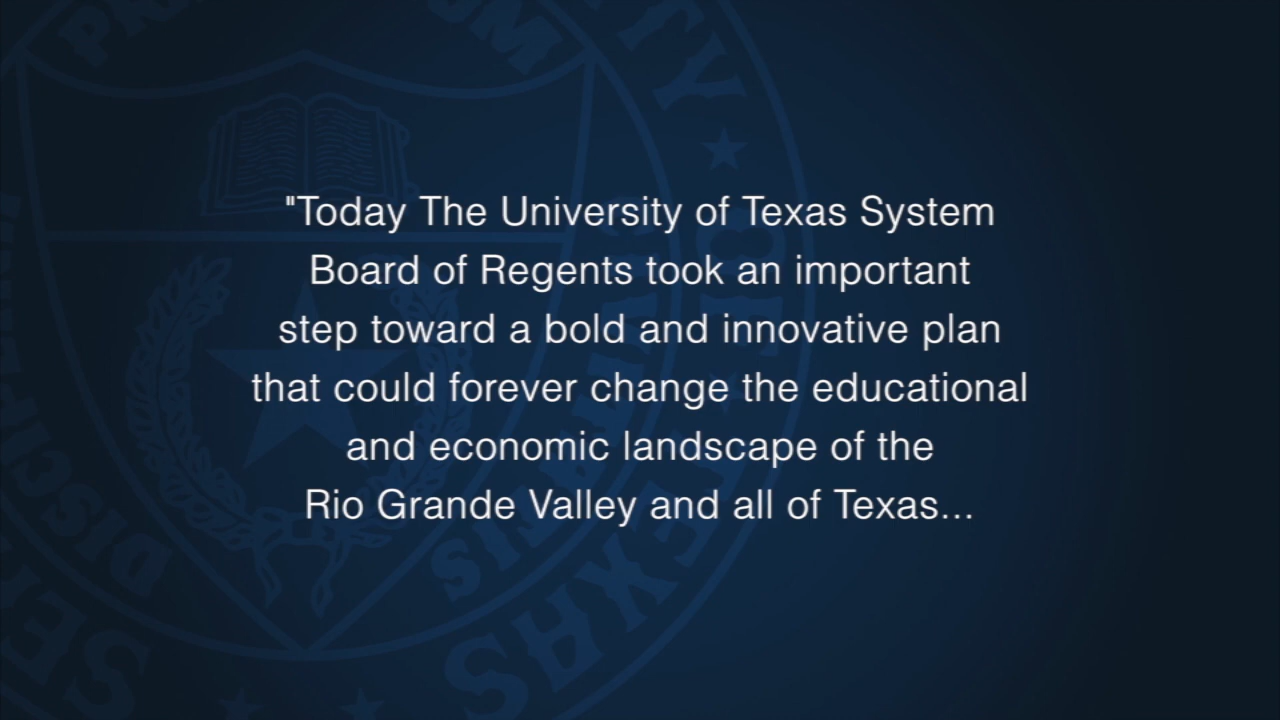 "Today The University of Texas System
Board of Regents took an important
step toward a bold and innovative plan
that could forever change the educational
and economic landscape of the
Rio Grande Valley and all of Texas...